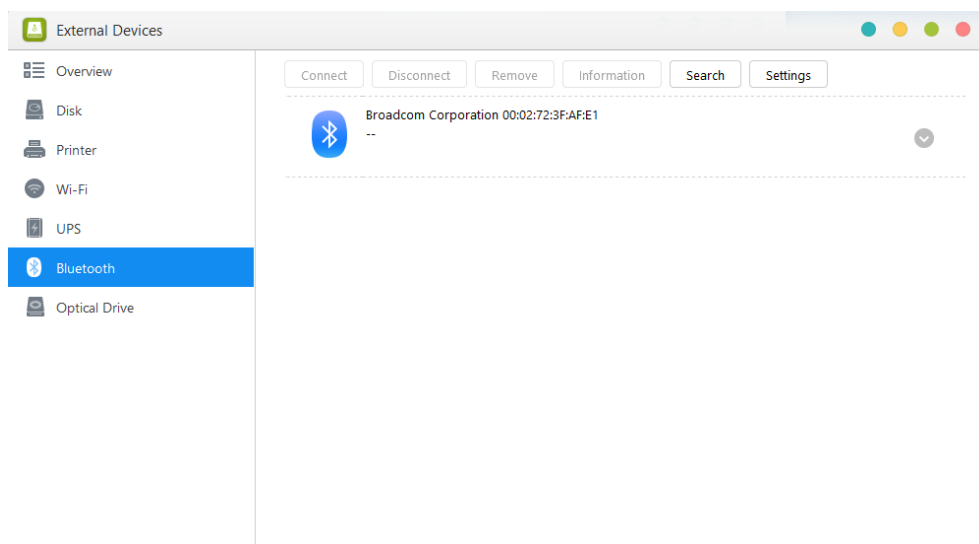 External Devices
Overview
Disk
Printer
Wi-Fi
UPS
Bluetooth
Optical Drive
Connect Disconnect Remove Information Search Settings
Broadcom Corporation 00:02:72:3F:AF:E1
--